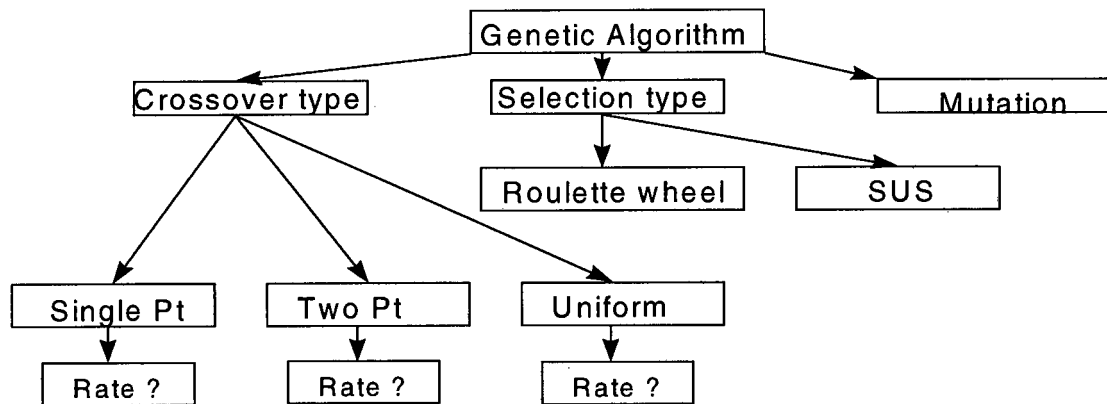 Genetic Algorithm
Crossover type
Selection type
Mutation
Roulette wheel
SUS
Single Pt
Two Pt
Uniform
Rate ?
Rate ?
Rate ?